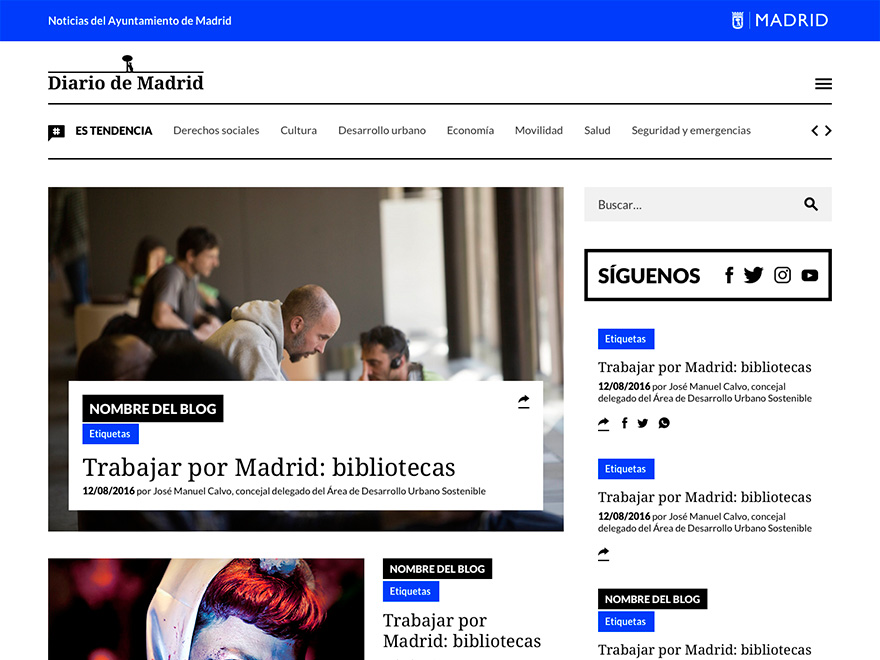 Noticias del Ayuntamiento de Madrid
MADRID
Diario de Madrid
# ES TENDENCIA Derechos sociales Cultura Desarrollo urbano Economía Movilidad Salud Seguridad y emergencias
NOMBRE DEL BLOG
Etiquetas
Trabajar por Madrid: bibliotecas
12/08/2016 por José Manuel Calvo, concejal delegado del Área de Desarrollo Urbano Sostenible
NOMBRE DEL BLOG
Etiquetas
Trabajar por
Madrid: bibliotecas
Buscar...
SÍGUENOS
Etiquetas
Trabajar por Madrid: bibliotecas
12/08/2016 por José Manuel Calvo, concejal
delegado del Área de Desarrollo Urbano Sostenible
Etiquetas
Trabajar por Madrid: bibliotecas
12/08/2016 por José Manuel Calvo, concejal
delegado del Área de Desarrollo Urbano Sostenible
NOMBRE DEL BLOG
Etiquetas
Trabajar por Madrid: bibliotecas